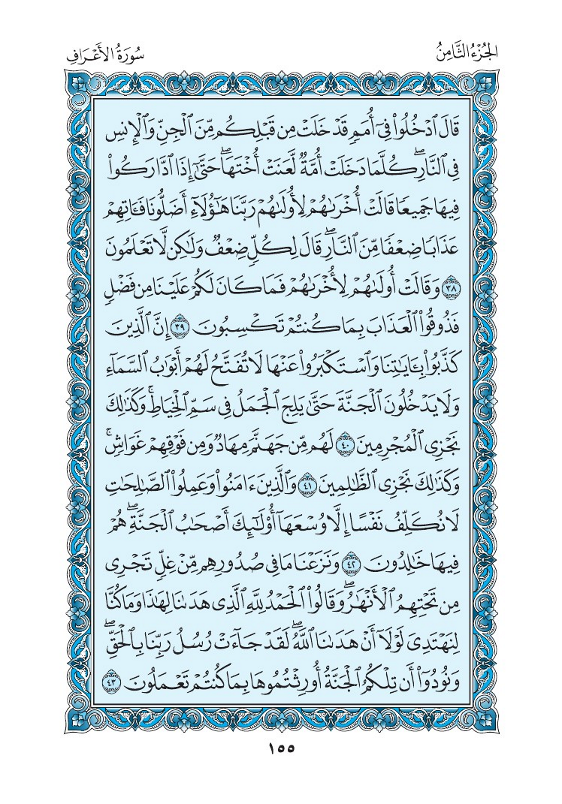 الجُزْءُ الثَّامِنُ
سُورَةُ الأَعْرَافِ
قَالَ ٱدْخُلُوا۟ فِىٓ أُمَمٍ قَدْ خَلَتْ مِن قَبْلِكُم مِّنَ ٱلْجِنِّ وَٱلْإِنسِ
فِى ٱلنَّارِ ۖ كُلَّمَا دَخَلَتْ أُمَّةٌ لَّعَنَتْ أُخْتَهَا ۖ حَتَّىٰٓ إِذَا ٱدَّارَكُوا۟
فِيهَا جَمِيعًا قَالَتْ أُخْرَىٰهُمْ لِأُولَىٰهُمْ رَبَّنَا هَـٰٓؤُلَآءِ أَضَلُّونَا فَـَٔاتِهِمْ
عَذَابًا ضِعْفًا مِّنَ ٱلنَّارِ ۖ قَالَ لِكُلٍّ ضِعْفٌ وَلَـٰكِن لَّا تَعْلَمُونَ
٣٨ وَقَالَتْ أُولَىٰهُمْ لِأُخْرَىٰهُمْ فَمَا كَانَ لَكُمْ عَلَيْنَا مِن فَضْلٍ
فَذُوقُوا۟ ٱلْعَذَابَ بِمَا كُنتُمْ تَكْسِبُونَ ٣٩ إِنَّ ٱلَّذِينَ
كَذَّبُوا۟ بِـَٔايَـٰتِنَا وَٱسْتَكْبَرُوا۟ عَنْهَا لَا تُفَتَّحُ لَهُمْ أَبْوَٰبُ ٱلسَّمَآءِ
وَلَا يَدْخُلُونَ ٱلْجَنَّةَ حَتَّىٰ يَلِجَ ٱلْجَمَلُ فِى سَمِّ ٱلْخِيَاطِ ۚ وَكَذَٰلِكَ
نَجْزِى ٱلْمُجْرِمِينَ ٤٠ لَهُم مِّن جَهَنَّمَ مِهَادٌ وَمِن فَوْقِهِمْ غَوَاشٍ ۚ
وَكَذَٰلِكَ نَجْزِى ٱلظَّـٰلِمِينَ ٤١ وَٱلَّذِينَ ءَامَنُوا۟ وَعَمِلُوا۟ ٱلصَّـٰلِحَـٰتِ
لَا نُكَلِّفُ نَفْسًا إِلَّا وُسْعَهَآ أُو۟لَـٰٓئِكَ أَصْحَـٰبُ ٱلْجَنَّةِ ۖ هُمْ
فِيهَا خَـٰلِدُونَ ٤٢ وَنَزَعْنَا مَا فِى صُدُورِهِم مِّنْ غِلٍّ تَجْرِى
مِن تَحْتِهِمُ ٱلْأَنْهَـٰرُ ۖ وَقَالُوا۟ ٱلْحَمْدُ لِلَّهِ ٱلَّذِى هَدَىٰنَا لِهَـٰذَا وَمَا كُنَّا
لِنَهْتَدِىَ لَوْلَآ أَنْ هَدَىٰنَا ٱللَّهُ ۖ لَقَدْ جَآءَتْ رُسُلُ رَبِّنَا بِٱلْحَقِّ ۖ
وَنُودُوٓا۟ أَن تِلْكُمُ ٱلْجَنَّةُ أُورِثْتُمُوهَا بِمَا كُنتُمْ تَعْمَلُونَ ٤٣
١٥٥